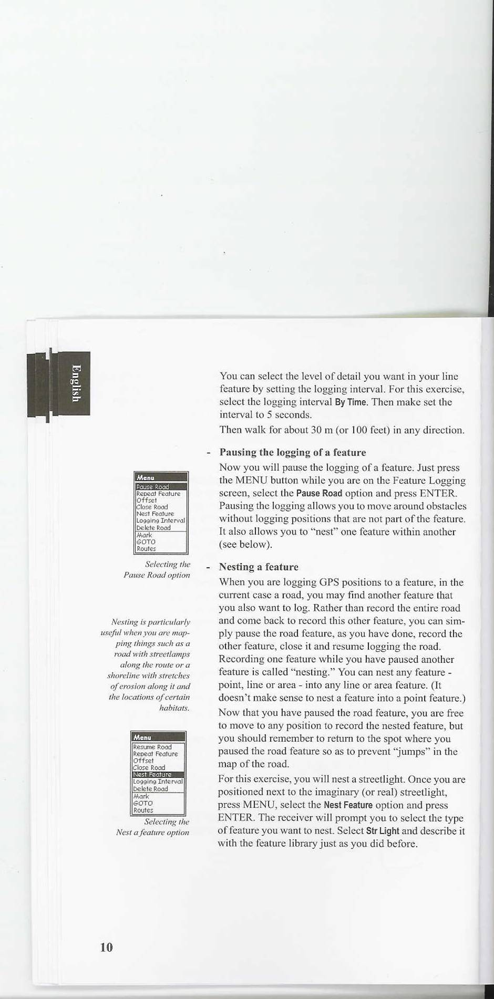 English
You can select the level of detail you want in your line
feature by setting the logging interval. For this exercise,
select the logging interval By Time. Then make set the
interval to 5 seconds.
Then walk for about 30 m (or 100 feet) in any direction.
- Pausing the logging of a feature
Now you will pause the logging of a feature. Just press
the MENU button while you are on the Feature Logging
screen, select the Pause Road option and press ENTER.
Pausing the logging allows you to move around obstacles
without logging positions that are not part of the feature.
It also allows you to “nest” one feature within another
(see below).
Menu
Pause Road
Repeat Feature
Offset
Close Road
Nest Feature
Logging Interval
Delete Road
Mark
GOTO
Routes
Selecting the
Pause Road option
- Nesting a feature
When you are logging GPS positions to a feature, in the
current case a road, you may find another feature that
you also want to log. Rather than record the entire road
and come back to record this other feature, you can sim-
ply pause the road feature, as you have done, record the
other feature, close it and resume logging the road.
Recording one feature while you have paused another
feature is called “nesting.” You can nest any feature -
point, line or area - into any line or area feature. (It
doesn’t make sense to nest a feature into a point feature.)
Now that you have paused the road feature, you are free
to move to any position to record the nested feature, but
you should remember to return to the spot where you
paused the road feature so as to prevent “jumps” in the
map of the road.
For this exercise, you will nest a streetlight. Once you are
positioned next to the imaginary (or real) streetlight,
press MENU, select the Nest Feature option and press
ENTER. The receiver will prompt you to select the type
of feature you want to nest. Select Str Light and describe it
with the feature library just as you did before.
Nesting is particularly
useful when you are map-
ping things such as a
road with streetlamps
along the route or a
shoreline with stretches
of erosion along it and
the locations of certain
habitats.
Menu
Resume Road
Repeat Feature
Offset
Close Road
Nest Feature
Logging Interval
Delete Road
Mark
GOTO
Routes
Selecting the
Nest a feature option
10